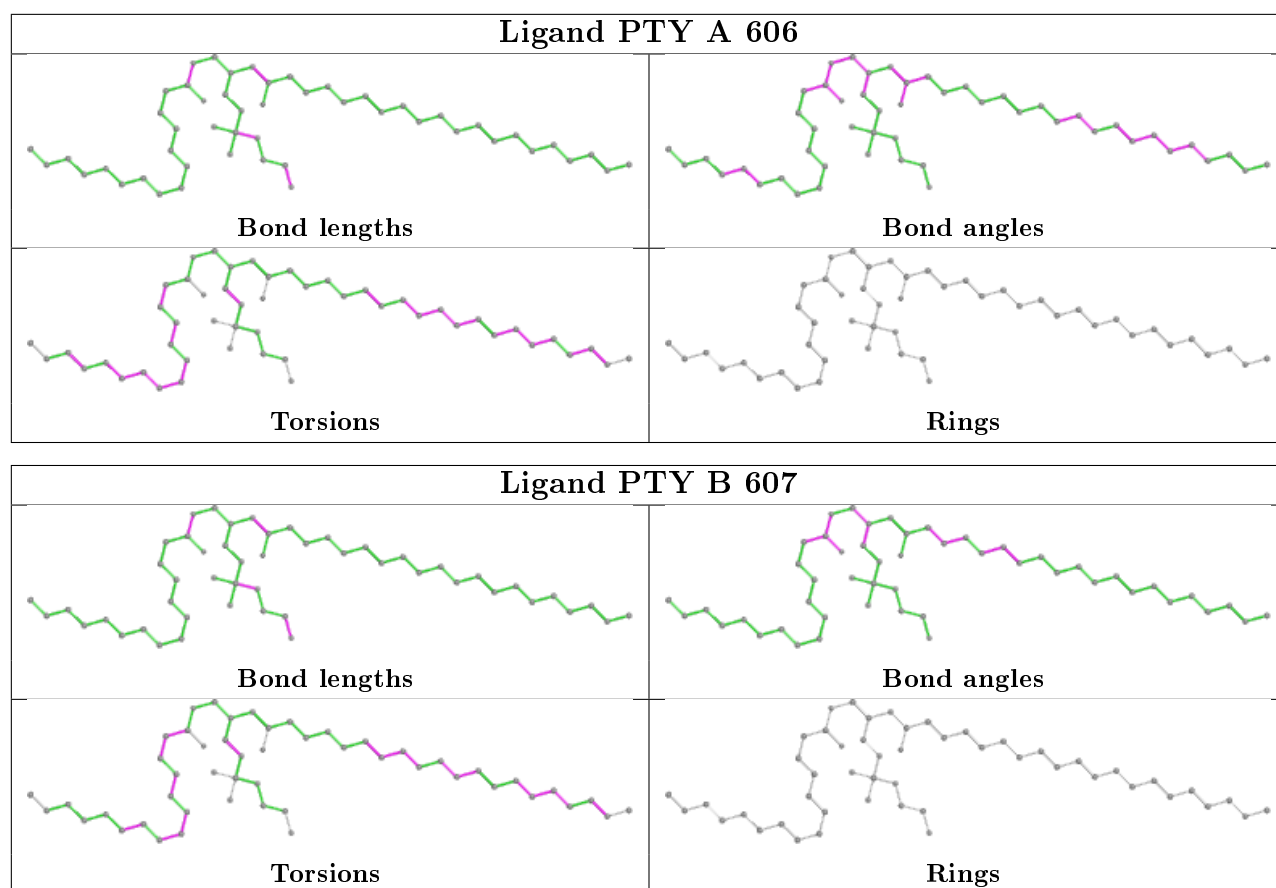 Ligand PTY A 606
Bond lengths
Bond angles
Torsions
Rings
Ligand PTY B 607
Bond lengths
Bond angles
Torsions
Rings